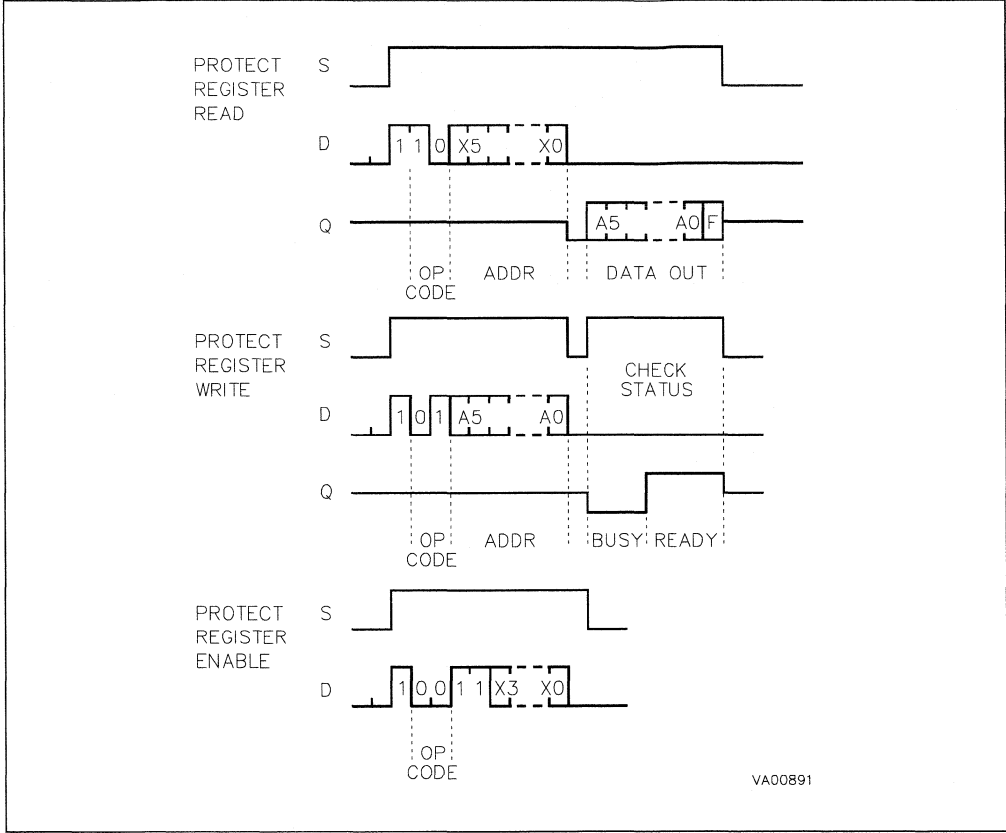 PROTECT REGISTER READ
S
D
1 1 0 X5 X0
Q
A5 A0 F
OP CODE ADDR DATA OUT
PROTECT REGISTER WRITE
S
CHECK STATUS
D
1 0 1 A5 A0
Q
OP CODE ADDR BUSY READY
PROTECT REGISTER ENABLE
S
D
1 0 0 1 1 X3 X0
OP CODE
VA00891